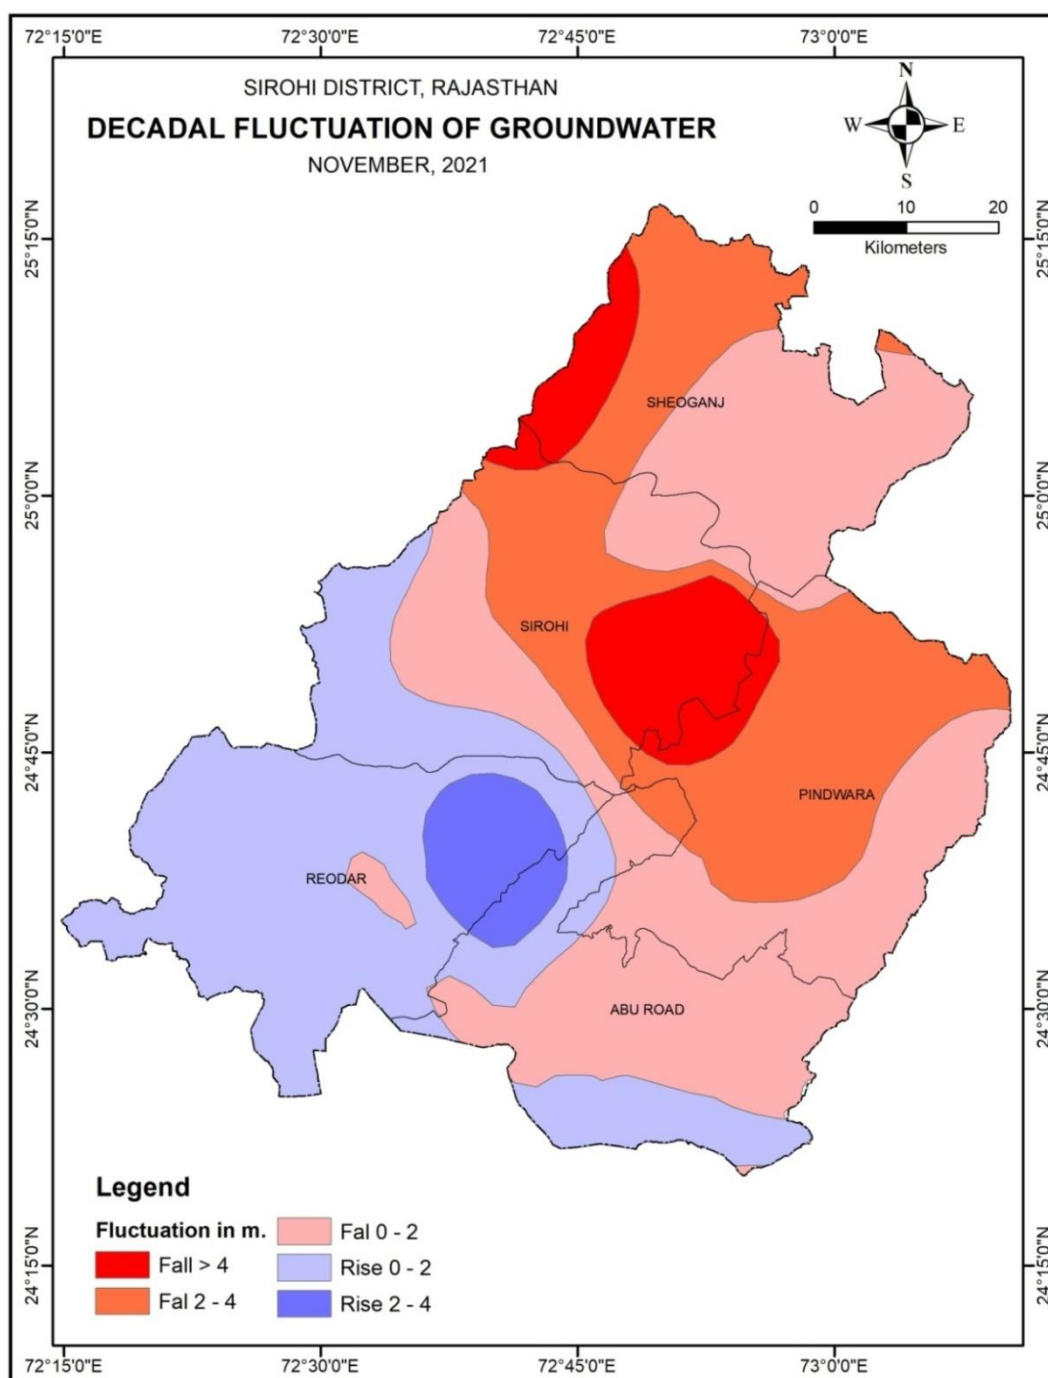 72°15'0"E 72°30'0"E 72°45'0"E 73°0'0"E
SIROHI DISTRICT, RAJASTHAN
DECADAL FLUCTUATION OF GROUNDWATER
NOVEMBER, 2021
N
W E
S
0 10 20
Kilometers
25°15'0"N 25°15'0"N
SHEOGANJ
25°0'0"N 25°0'0"N
SIROHI
24°45'0"N 24°45'0"N
PINDWARA
REODAR
24°30'0"N 24°30'0"N
ABU ROAD
Legend
Fluctuation in m.
Fall > 4
Fal 2 - 4
Fal 0 - 2
Rise 0 - 2
Rise 2 - 4
24°15'0"N 24°15'0"N
72°15'0"E 72°30'0"E 72°45'0"E 73°0'0"E